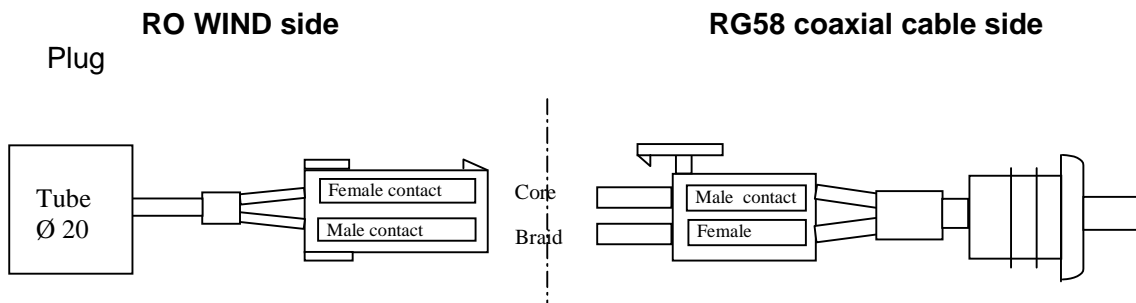 RO WIND side
RG58 coaxial cable side
Plug
Tube
Ø 20
Female contact
Male contact
Core
Braid
Male contact
Female